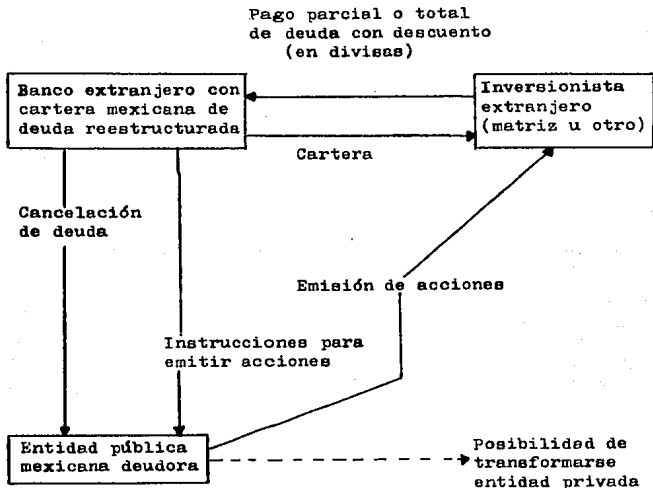 Pago parcial o total
de deuda con descuento
(en divisas)
Banco extranjero con
cartera mexicana de
deuda reestructurada
Inversionista
extranjero
(matriz u otro)
Cartera
Cancelación
de deuda
Emisión de acciones
Instrucciones para
emitir acciones
Entidad pública
mexicana deudora
Posibilidad de
transformarse
entidad privada